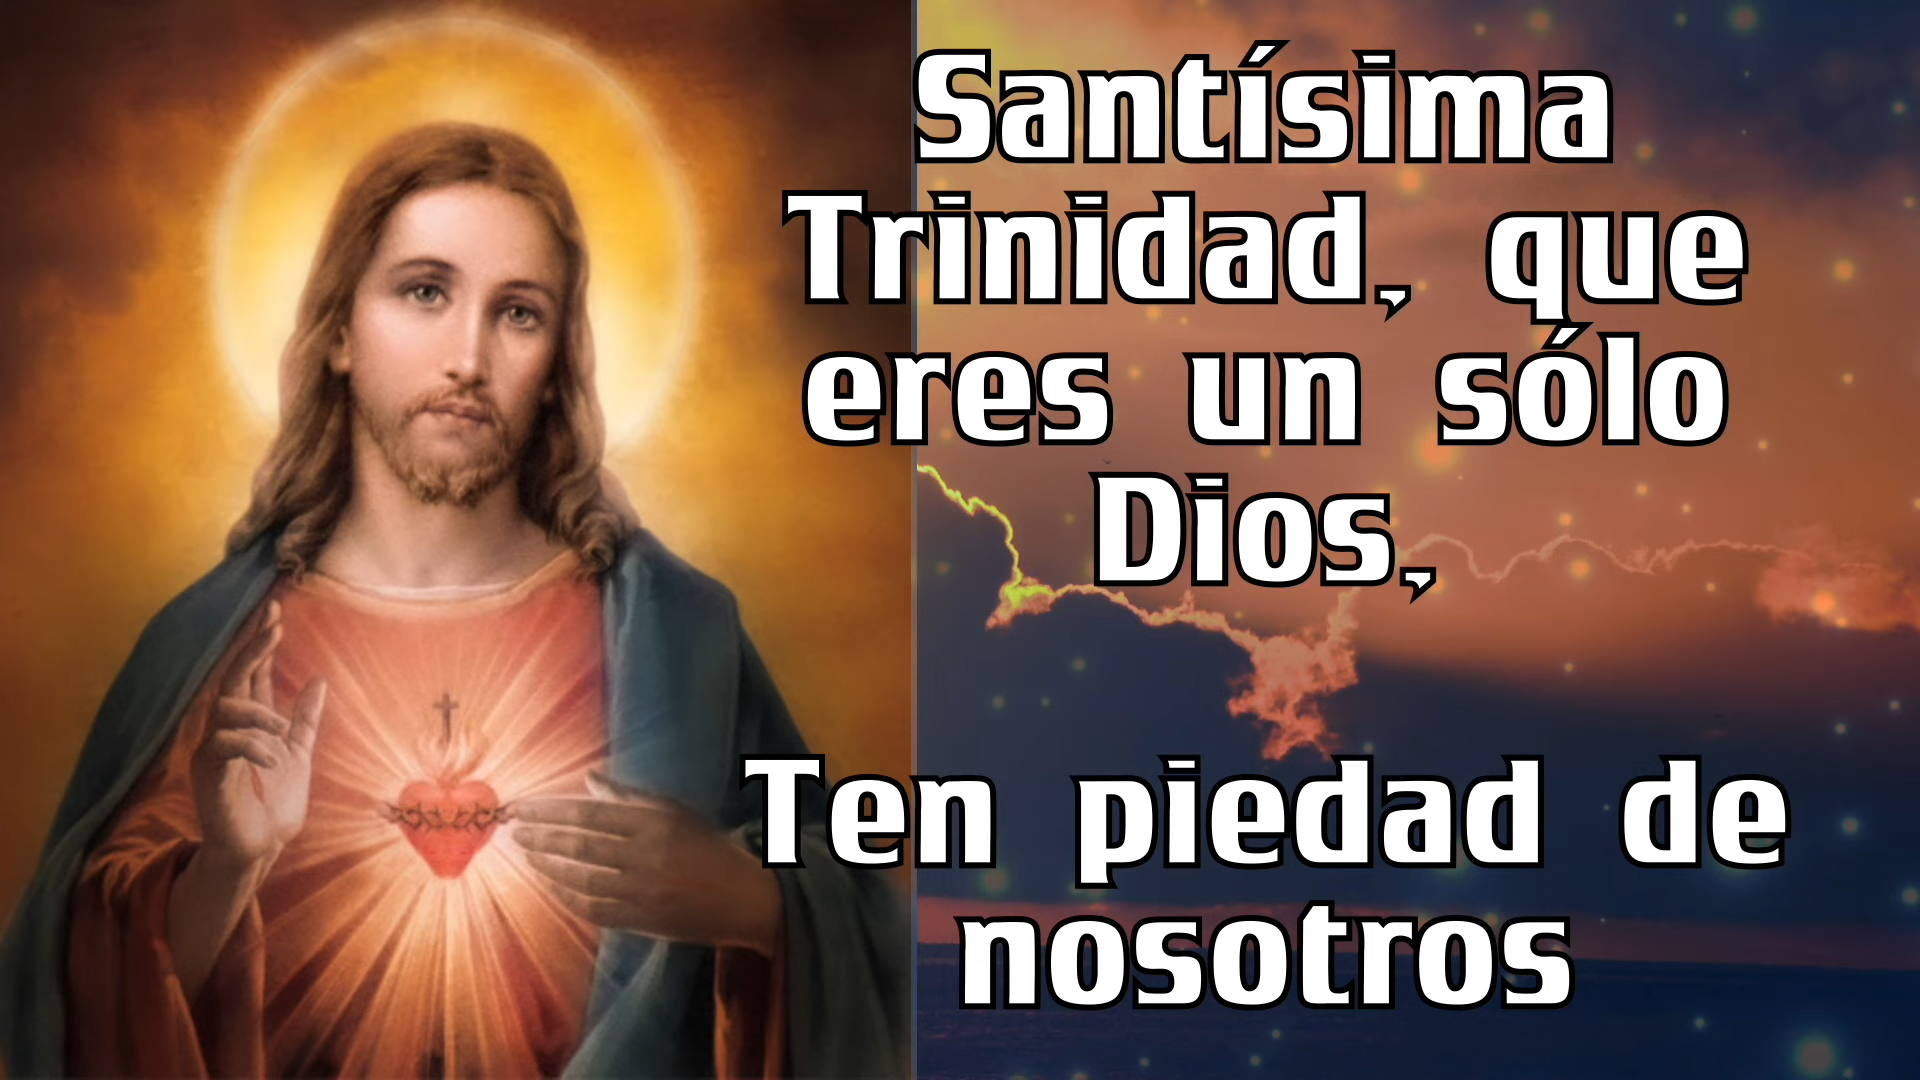 Santísima
Trinidad, que
eres un sólo
Dios,
Ten piedad de
nosotros